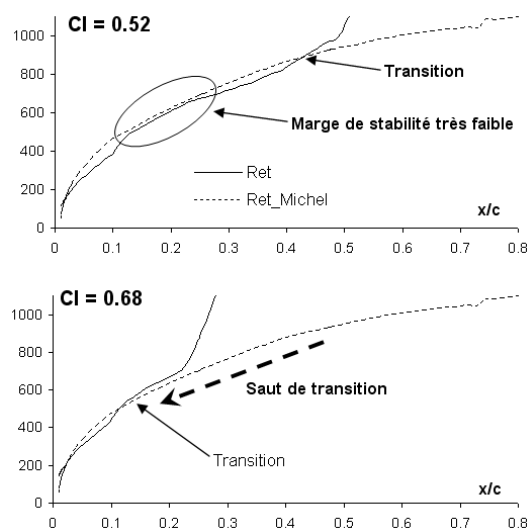 Cl = 0.52
1000
800
600
400
200
0
Transition
Marge de stabilité très faible
Ret
Ret_Michel
x/c
0 0.1 0.2 0.3 0.4 0.5 0.6 0.7 0.8
Cl = 0.68
1000
800
600
400
200
0
Saut de transition
Transition
x/c
0 0.1 0.2 0.3 0.4 0.5 0.6 0.7 0.8